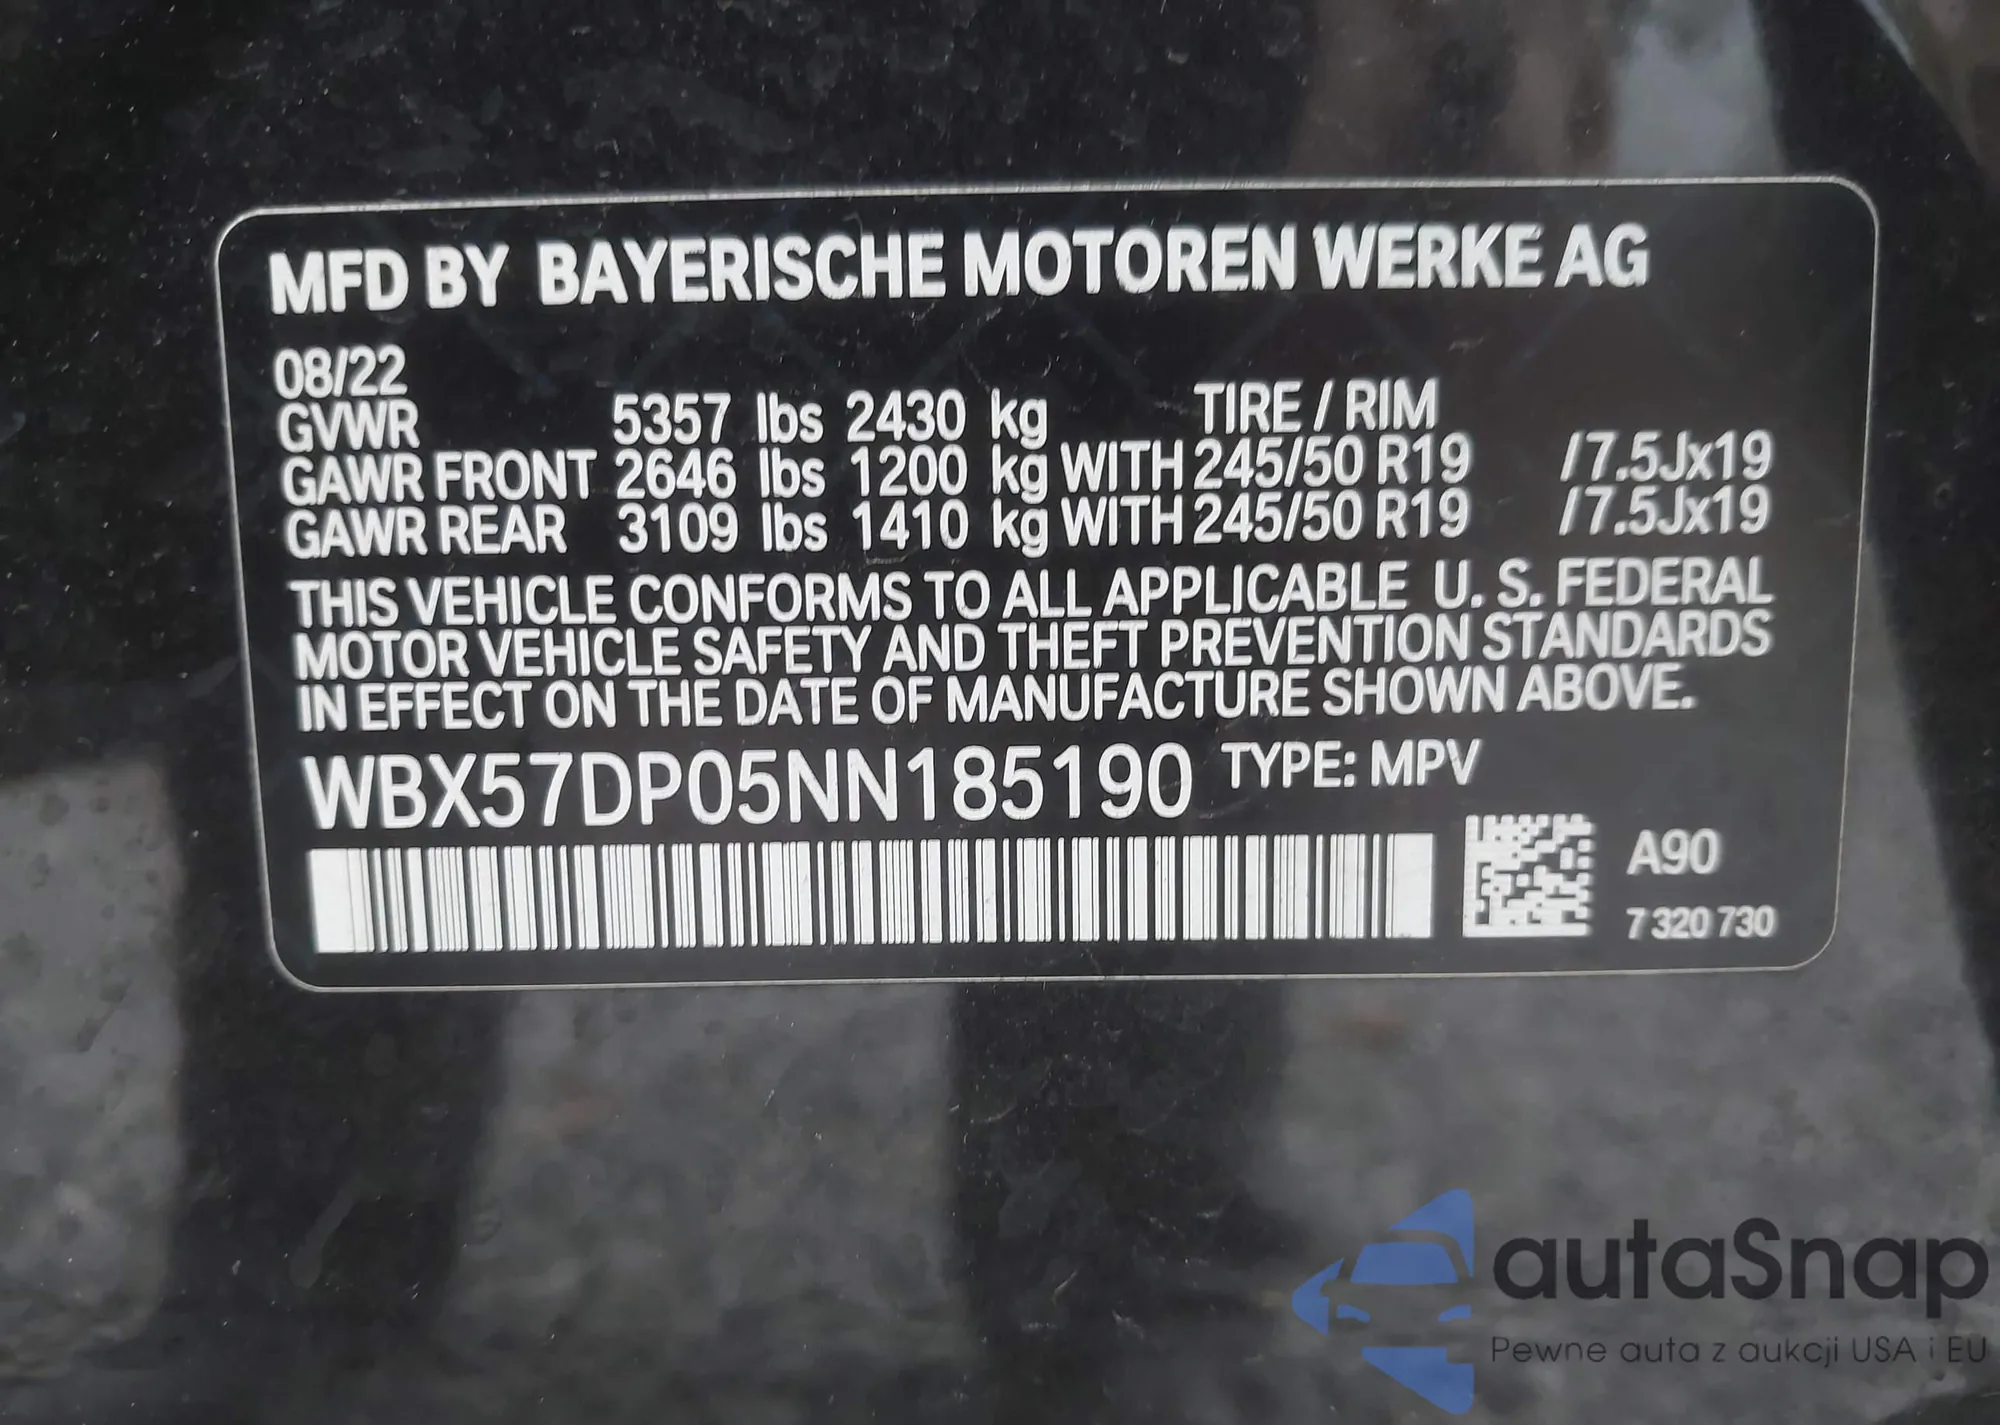 MFD BY BAYERISCHE MOTOREN WERKE AG
08/22
GVWR 5357 lbs 2430 kg TIRE / RIM
GAWR FRONT 2646 lbs 1200 kg WITH 245/50 R19 /7.5Jx19
GAWR REAR 3109 lbs 1410 kg WITH 245/50 R19 /7.5Jx19
THIS VEHICLE CONFORMS TO ALL APPLICABLE U. S. FEDERAL
MOTOR VEHICLE SAFETY AND THEFT PREVENTION STANDARDS
IN EFFECT ON THE DATE OF MANUFACTURE SHOWN ABOVE.
WBX57DP05NN185190 TYPE: MPV
A90
7 320 730
autaSnap
Pewne auta z aukcji USA i EU